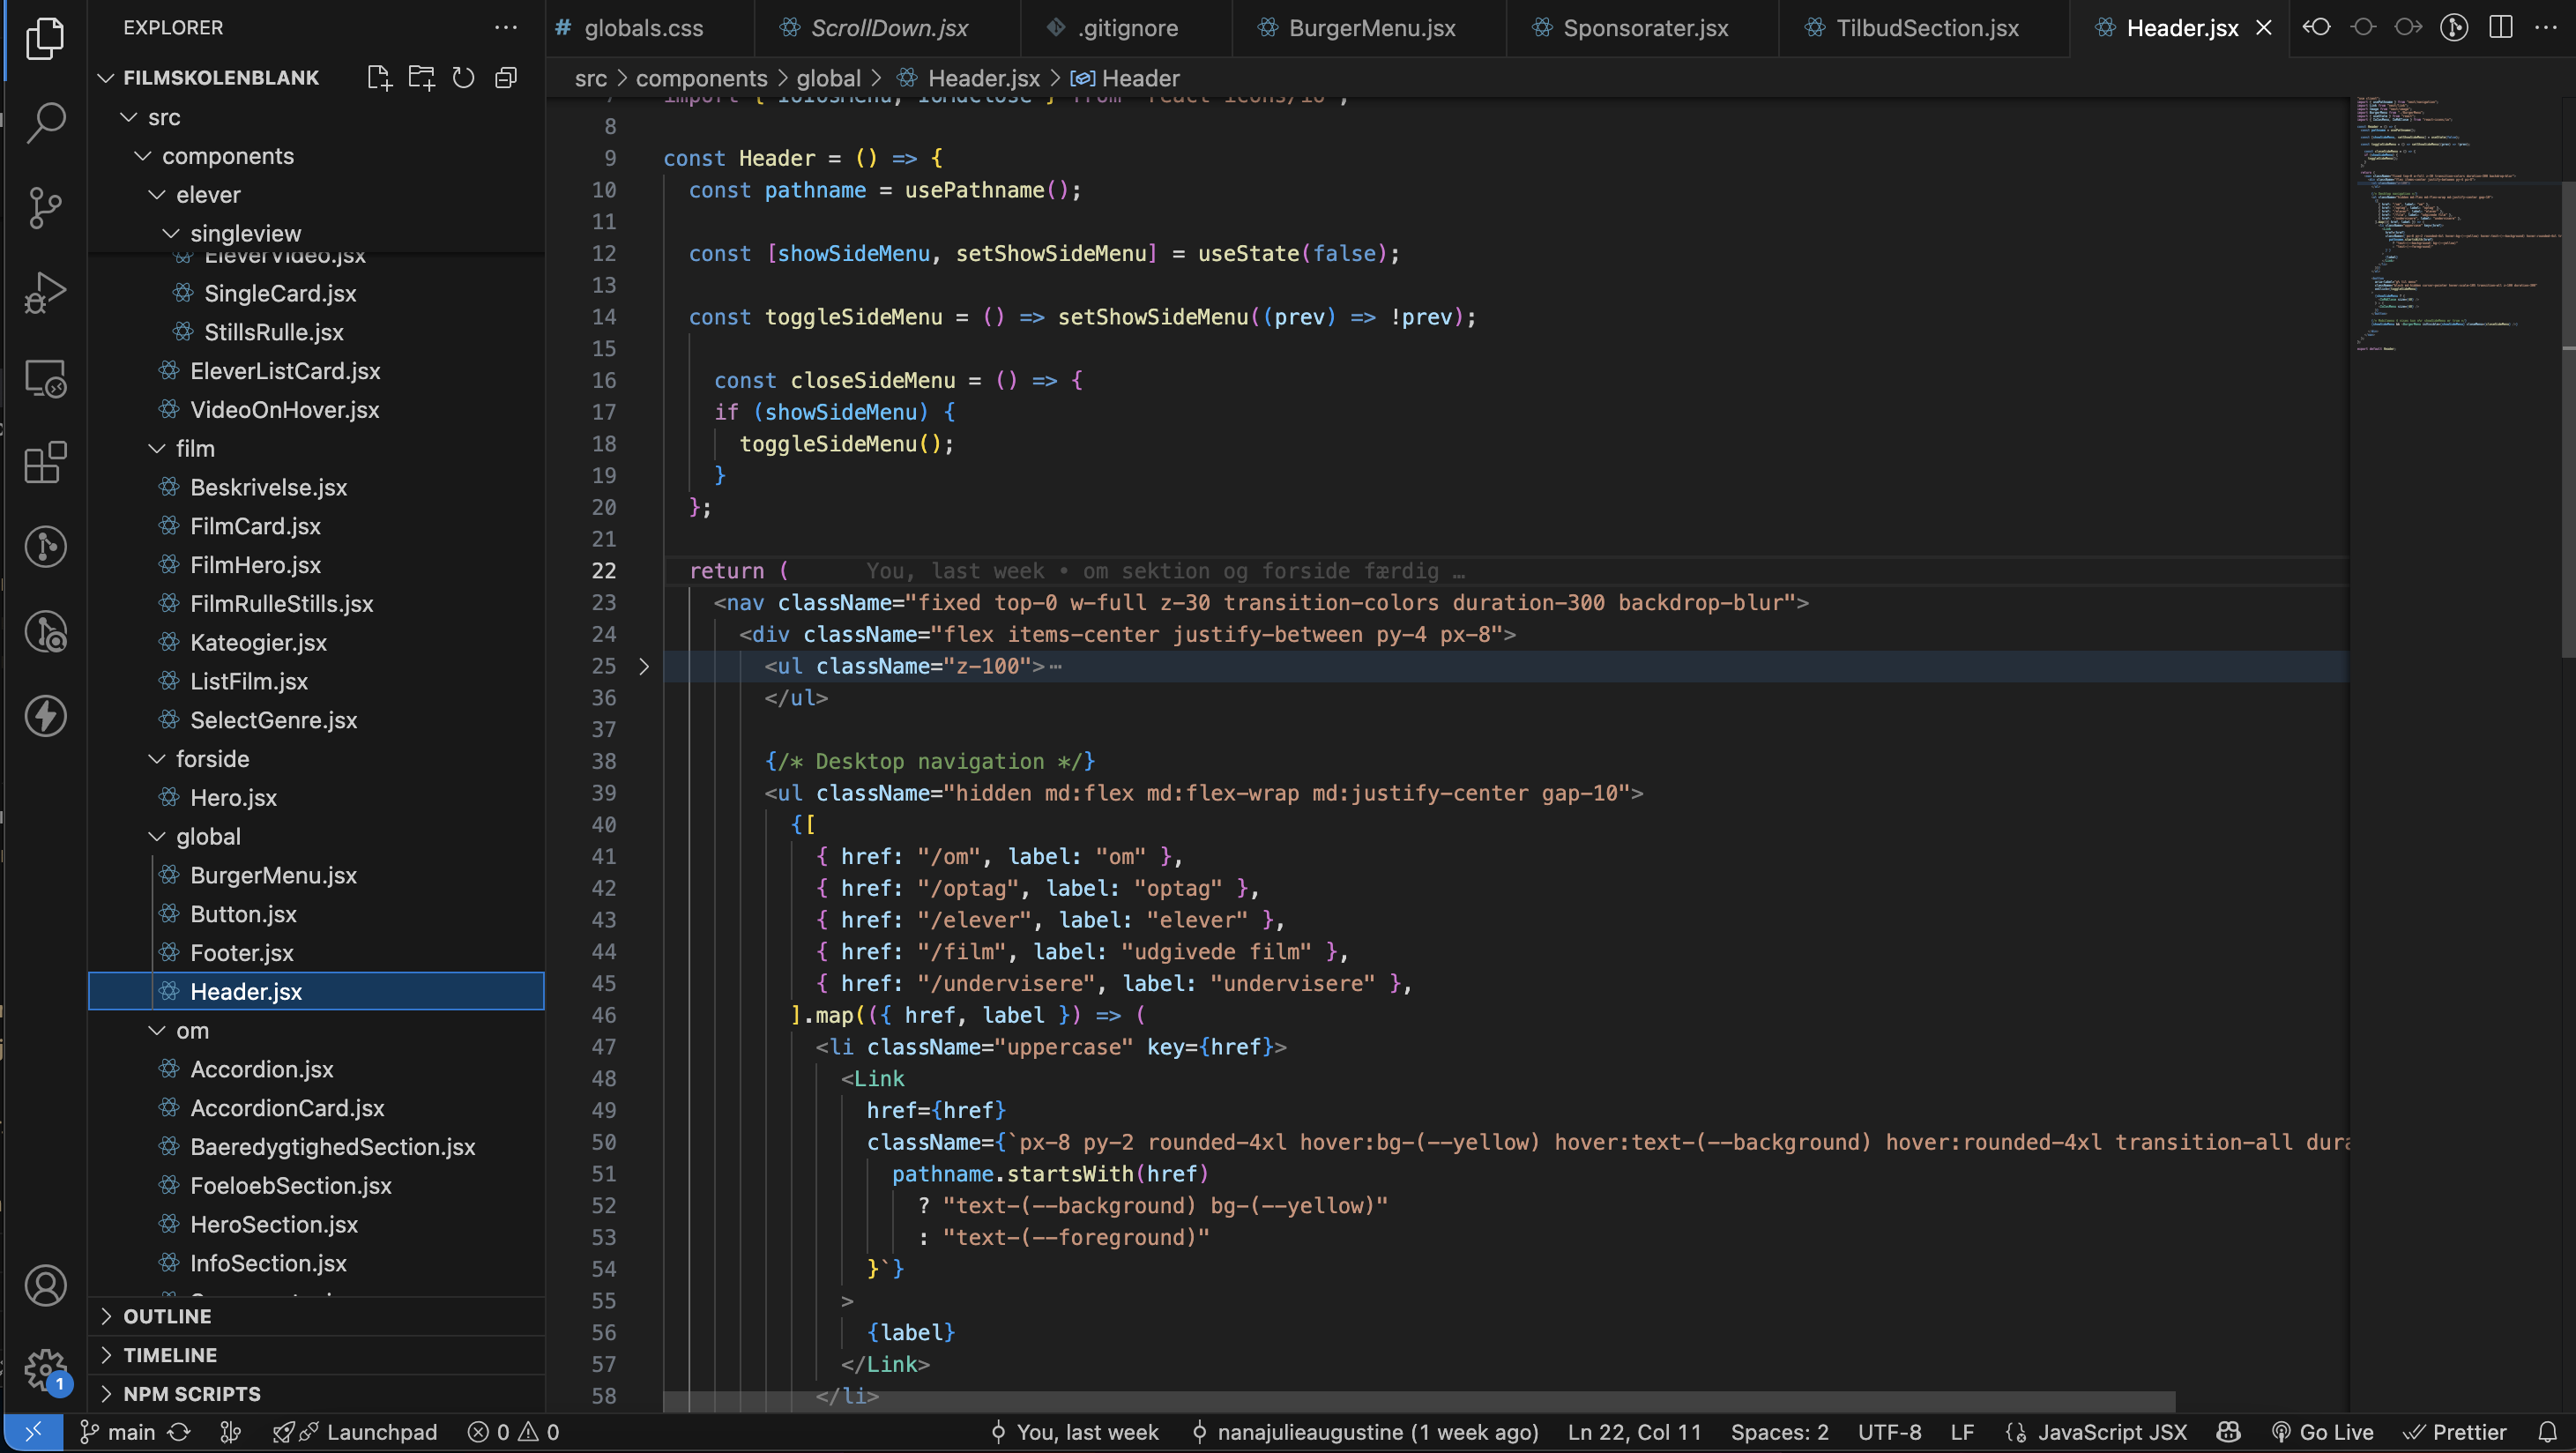 EXPLORER
FILMSKOLENBLANK
src
components
elever
singleview
EleverVideo.jsx
SingleCard.jsx
StillsRulle.jsx
EleverListCard.jsx
VideoOnHover.jsx
film
Beskrivelse.jsx
FilmCard.jsx
FilmHero.jsx
FilmRulleStills.jsx
Kateogier.jsx
ListFilm.jsx
SelectGenre.jsx
forside
Hero.jsx
global
BurgerMenu.jsx
Button.jsx
Footer.jsx
Header.jsx
om
Accordion.jsx
AccordionCard.jsx
BaeredygtighedSection.jsx
FoeloebSection.jsx
HeroSection.jsx
InfoSection.jsx
OUTLINE
TIMELINE
NPM SCRIPTS
# globals.css
ScrollDown.jsx
.gitignore
BurgerMenu.jsx
Sponsorater.jsx
TilbudSection.jsx
Header.jsx
src > components > global > Header.jsx > Header
8
9 const Header = () => {
10 const pathname = usePathname();
11
12 const [showSideMenu, setShowSideMenu] = useState(false);
13
14 const toggleSideMenu = () => setShowSideMenu((prev) => !prev);
15
16 const closeSideMenu = () => {
17 if (showSideMenu) {
18 toggleSideMenu();
19 }
20 };
21
22 return ( You, last week • om sektion og forside færdig …
23 <nav className="fixed top-0 w-full z-30 transition-colors duration-300 backdrop-blur">
24 <div className="flex items-center justify-between py-4 px-8">
25 <ul className="z-100">⋯
36 </ul>
37
38 {/* Desktop navigation */}
39 <ul className="hidden md:flex md:flex-wrap md:justify-center gap-10">
40 {[
41 { href: "/om", label: "om" },
42 { href: "/optag", label: "optag" },
43 { href: "/elever", label: "elever" },
44 { href: "/film", label: "udgivede film" },
45 { href: "/undervisere", label: "undervisere" },
46 ].map(({ href, label }) => (
47 <li className="uppercase" key={href}>
48 <Link
49 href={href}
50 className={`px-8 py-2 rounded-4xl hover:bg-(--yellow) hover:text-(--background) hover:rounded-4xl transition-all dura
51 pathname.startsWith(href)
52 ? "text-(--background) bg-(--yellow)"
53 : "text-(--foreground)"
54 }`}
55 >
56 {label}
57 </Link>
58 </li>
1
main
Launchpad
0 0
You, last week
nanajulieaugustine (1 week ago)
Ln 22, Col 11
Spaces: 2
UTF-8
LF
JavaScript JSX
Go Live
Prettier